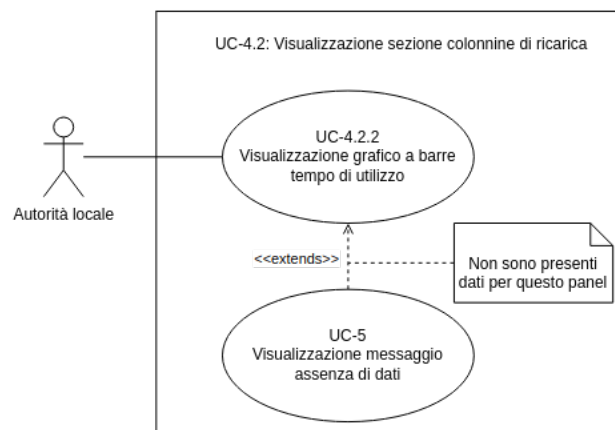 UC-4.2: Visualizzazione sezione colonnine di ricarica
UC-4.2.2
Visualizzazione grafico a barre
tempo di utilizzo
Autorità locale
<<extends>>
Non sono presenti
dati per questo panel
UC-5
Visualizzazione messaggio
assenza di dati